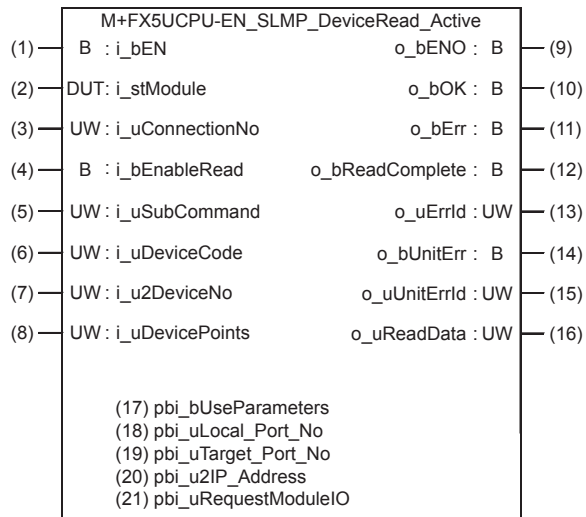 M+FX5UCPU-EN_SLMP_DeviceRead_Active
(1) B : i_bEN o_bENO : B (9)
(2) DUT: i_stModule o_bOK : B (10)
(3) UW : i_uConnectionNo o_bErr : B (11)
(4) B : i_bEnableRead o_bReadComplete : B (12)
(5) UW : i_uSubCommand o_uErrId : UW (13)
(6) UW : i_uDeviceCode o_bUnitErr : B (14)
(7) UW : i_u2DeviceNo o_uUnitErrId : UW (15)
(8) UW : i_uDevicePoints o_uReadData : UW (16)
(17) pbi_bUseParameters
(18) pbi_uLocal_Port_No
(19) pbi_uTarget_Port_No
(20) pbi_u2IP_Address
(21) pbi_uRequestModuleIO